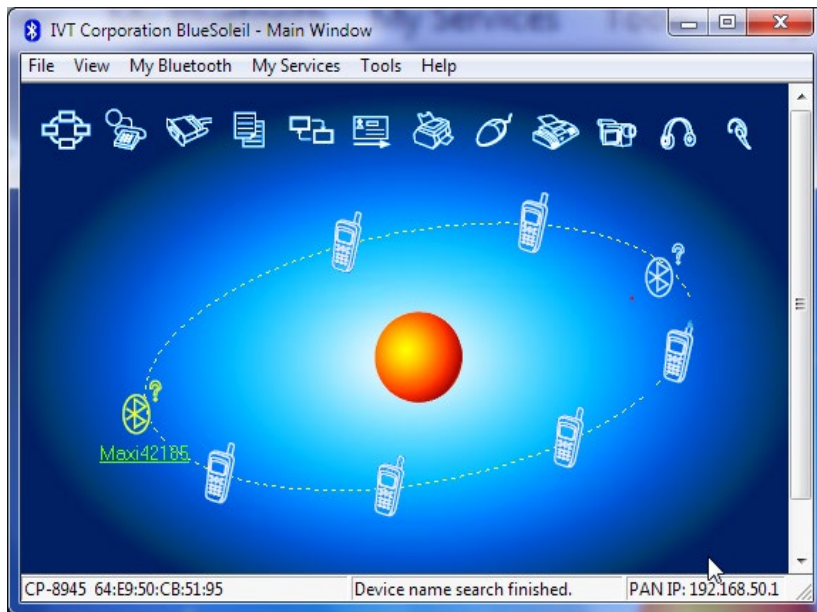 IVT Corporation BlueSoleil - Main Window
File View My Bluetooth My Services Tools Help
Maxi42185
CP-8945 64:E9:50:CB:51:95 Device name search finished. PAN IP: 192.168.50.1